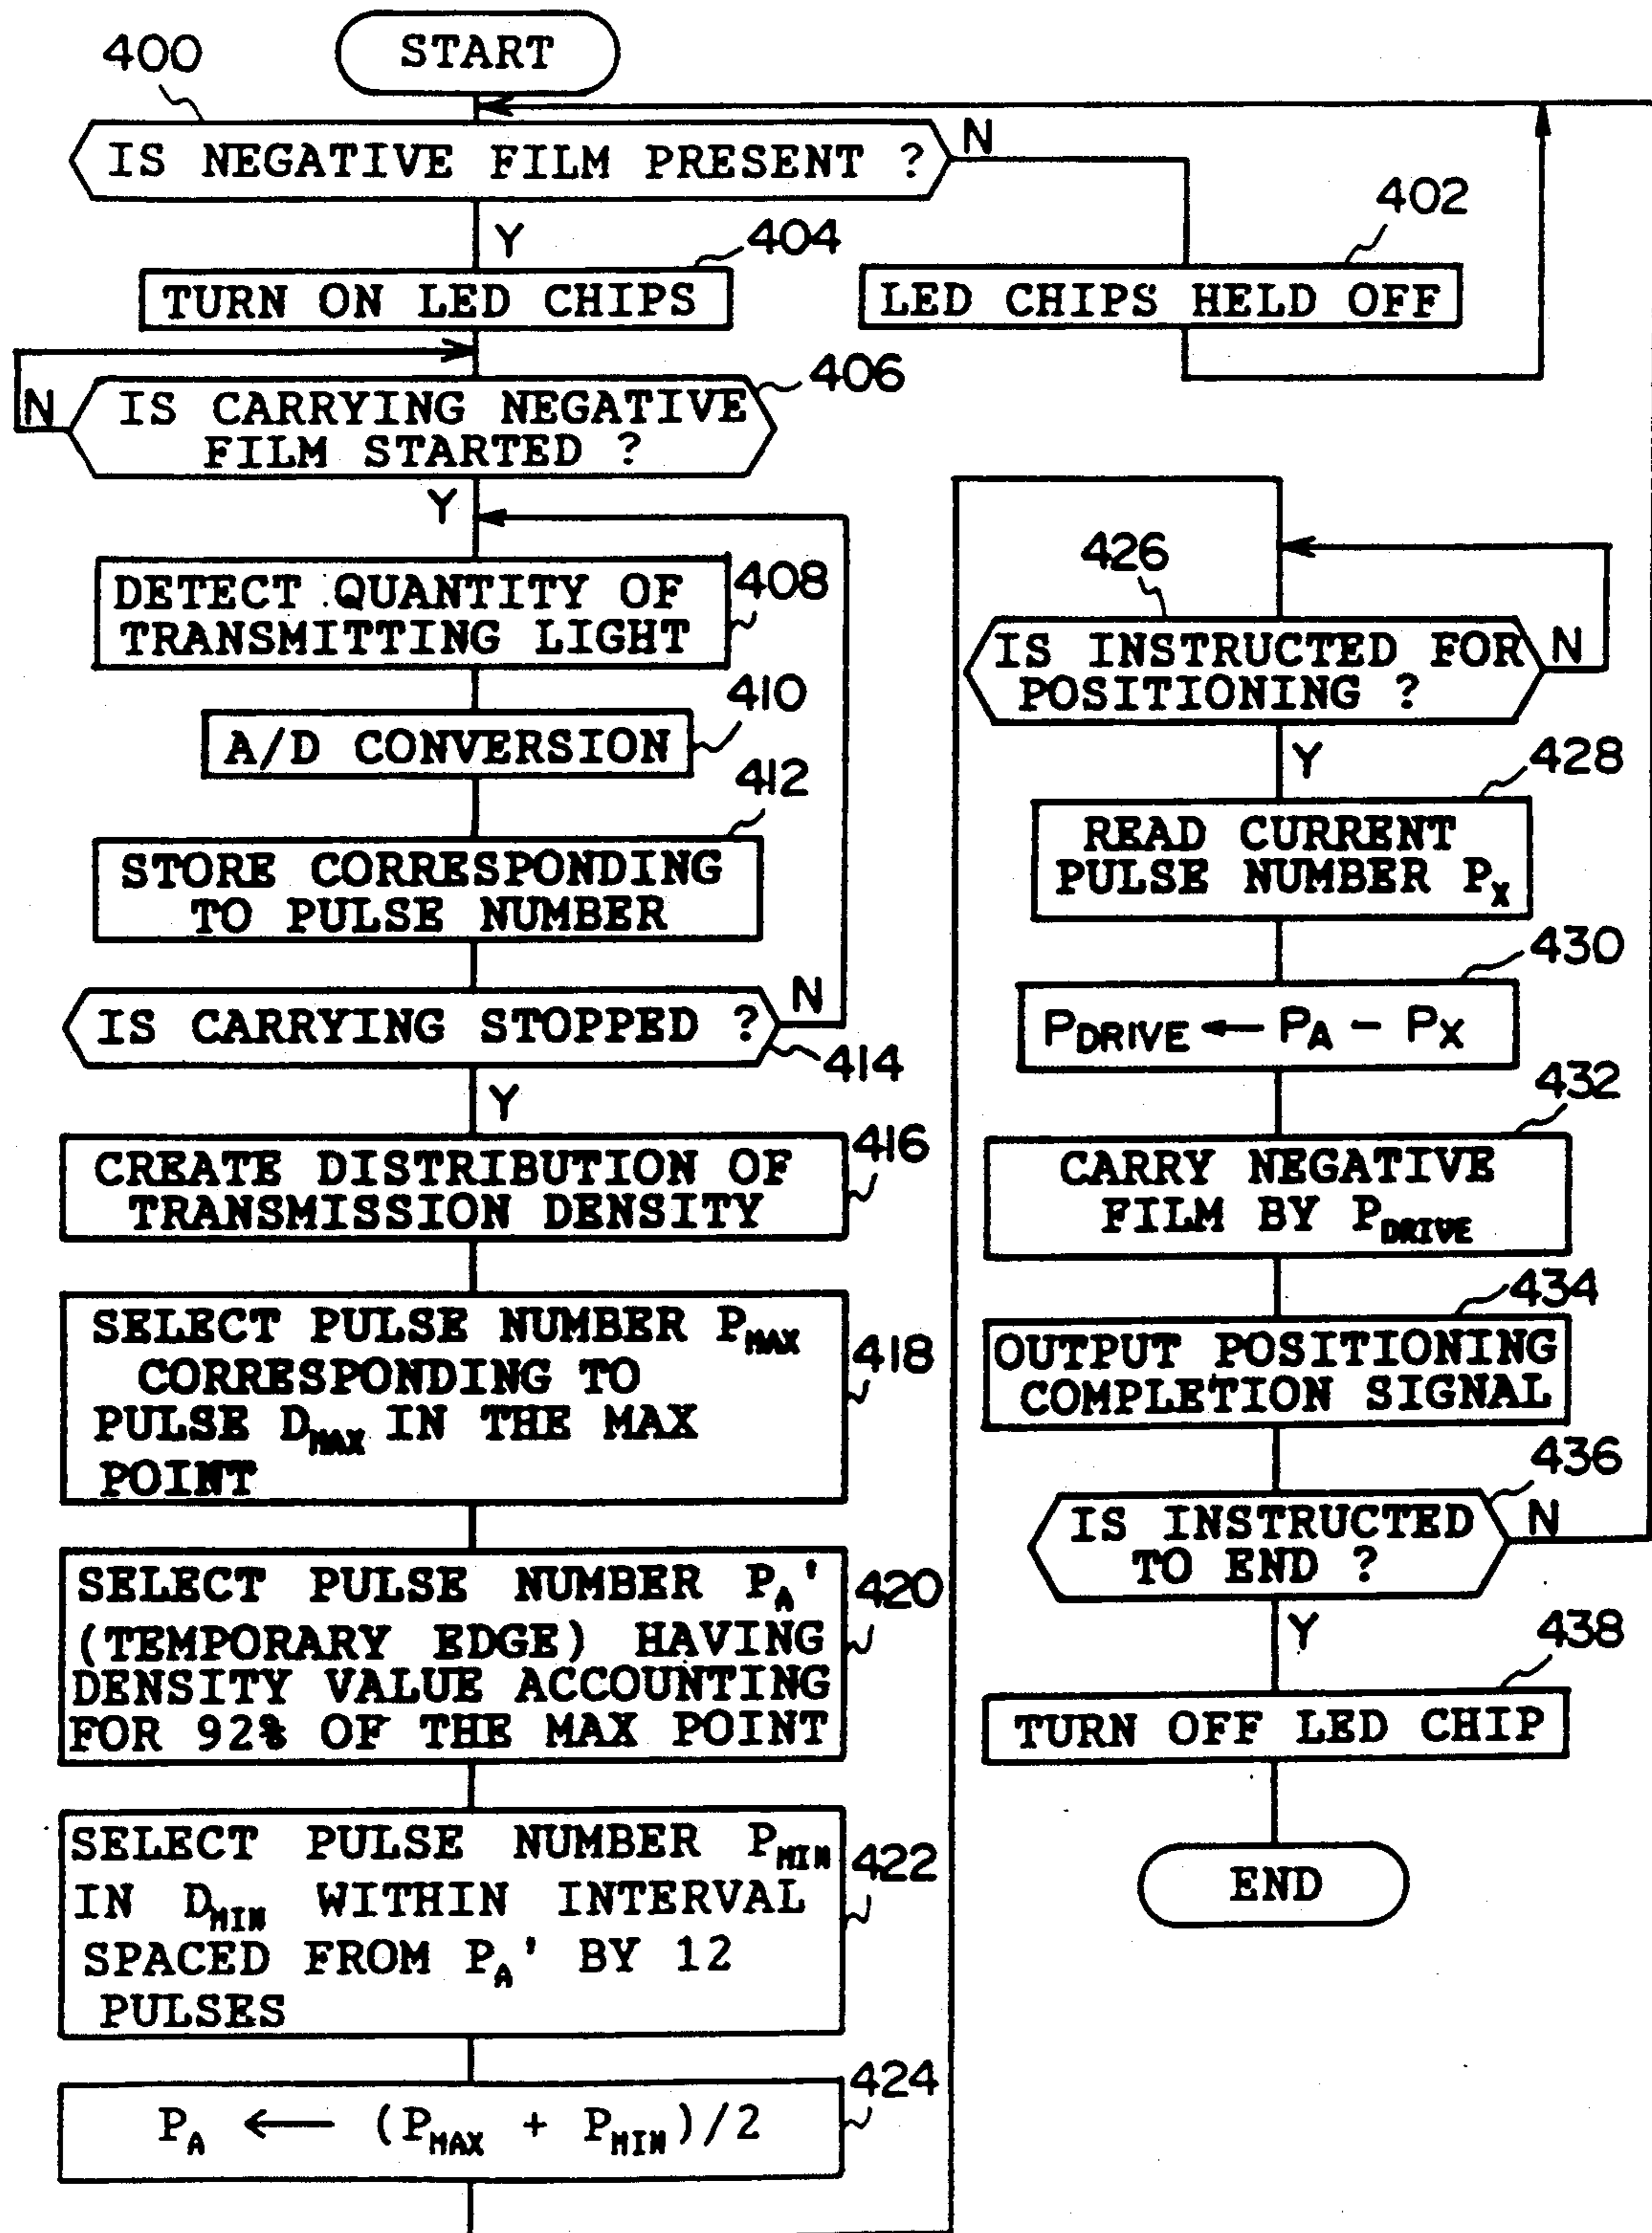 START
400
IS NEGATIVE FILM PRESENT ?
N
402
Y
404
TURN ON LED CHIPS
LED CHIPS HELD OFF
406
N
IS CARRYING NEGATIVE
FILM STARTED ?
Y
DETECT QUANTITY OF
TRANSMITTING LIGHT
408
410
A/D CONVERSION
412
STORE CORRESPONDING
TO PULSE NUMBER
N
IS CARRYING STOPPED ?
414
Y
CREATE DISTRIBUTION OF
TRANSMISSION DENSITY
416
SELECT PULSE NUMBER PMAX
CORRESPONDING TO
PULSE DMAX IN THE MAX
POINT
418
SELECT PULSE NUMBER PA'
(TEMPORARY EDGE) HAVING
DENSITY VALUE ACCOUNTING
FOR 92% OF THE MAX POINT
420
SELECT PULSE NUMBER PMIN
IN DMIN WITHIN INTERVAL
SPACED FROM PA' BY 12
PULSES
422
424
PA ← (PMAX + PMIN)/2
426
IS INSTRUCTED FOR
POSITIONING ?
N
Y
428
READ CURRENT
PULSE NUMBER PX
430
PDRIVE ← PA – PX
432
CARRY NEGATIVE
FILM BY PDRIVE
434
OUTPUT POSITIONING
COMPLETION SIGNAL
436
IS INSTRUCTED
TO END ?
N
Y
438
TURN OFF LED CHIP
END